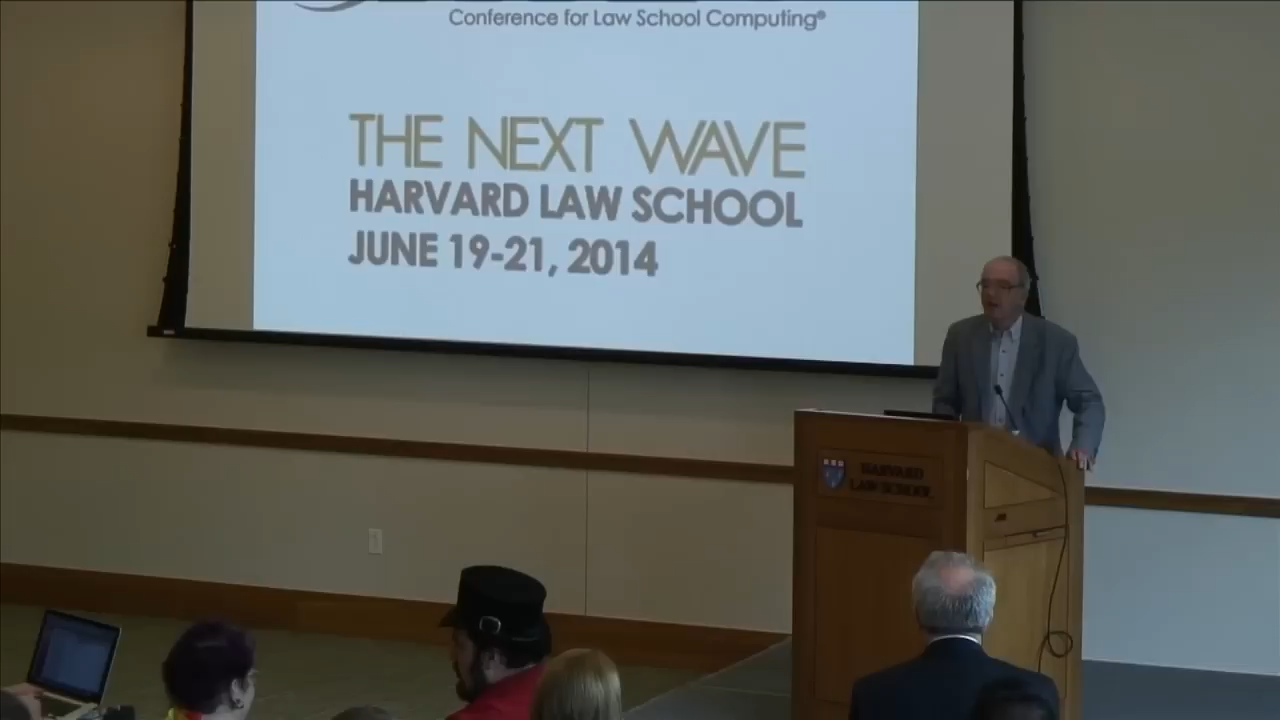 Conference for Law School Computing®
THE NEXT WAVE
HARVARD LAW SCHOOL
JUNE 19-21, 2014
HARVARD
LAW SCHOOL